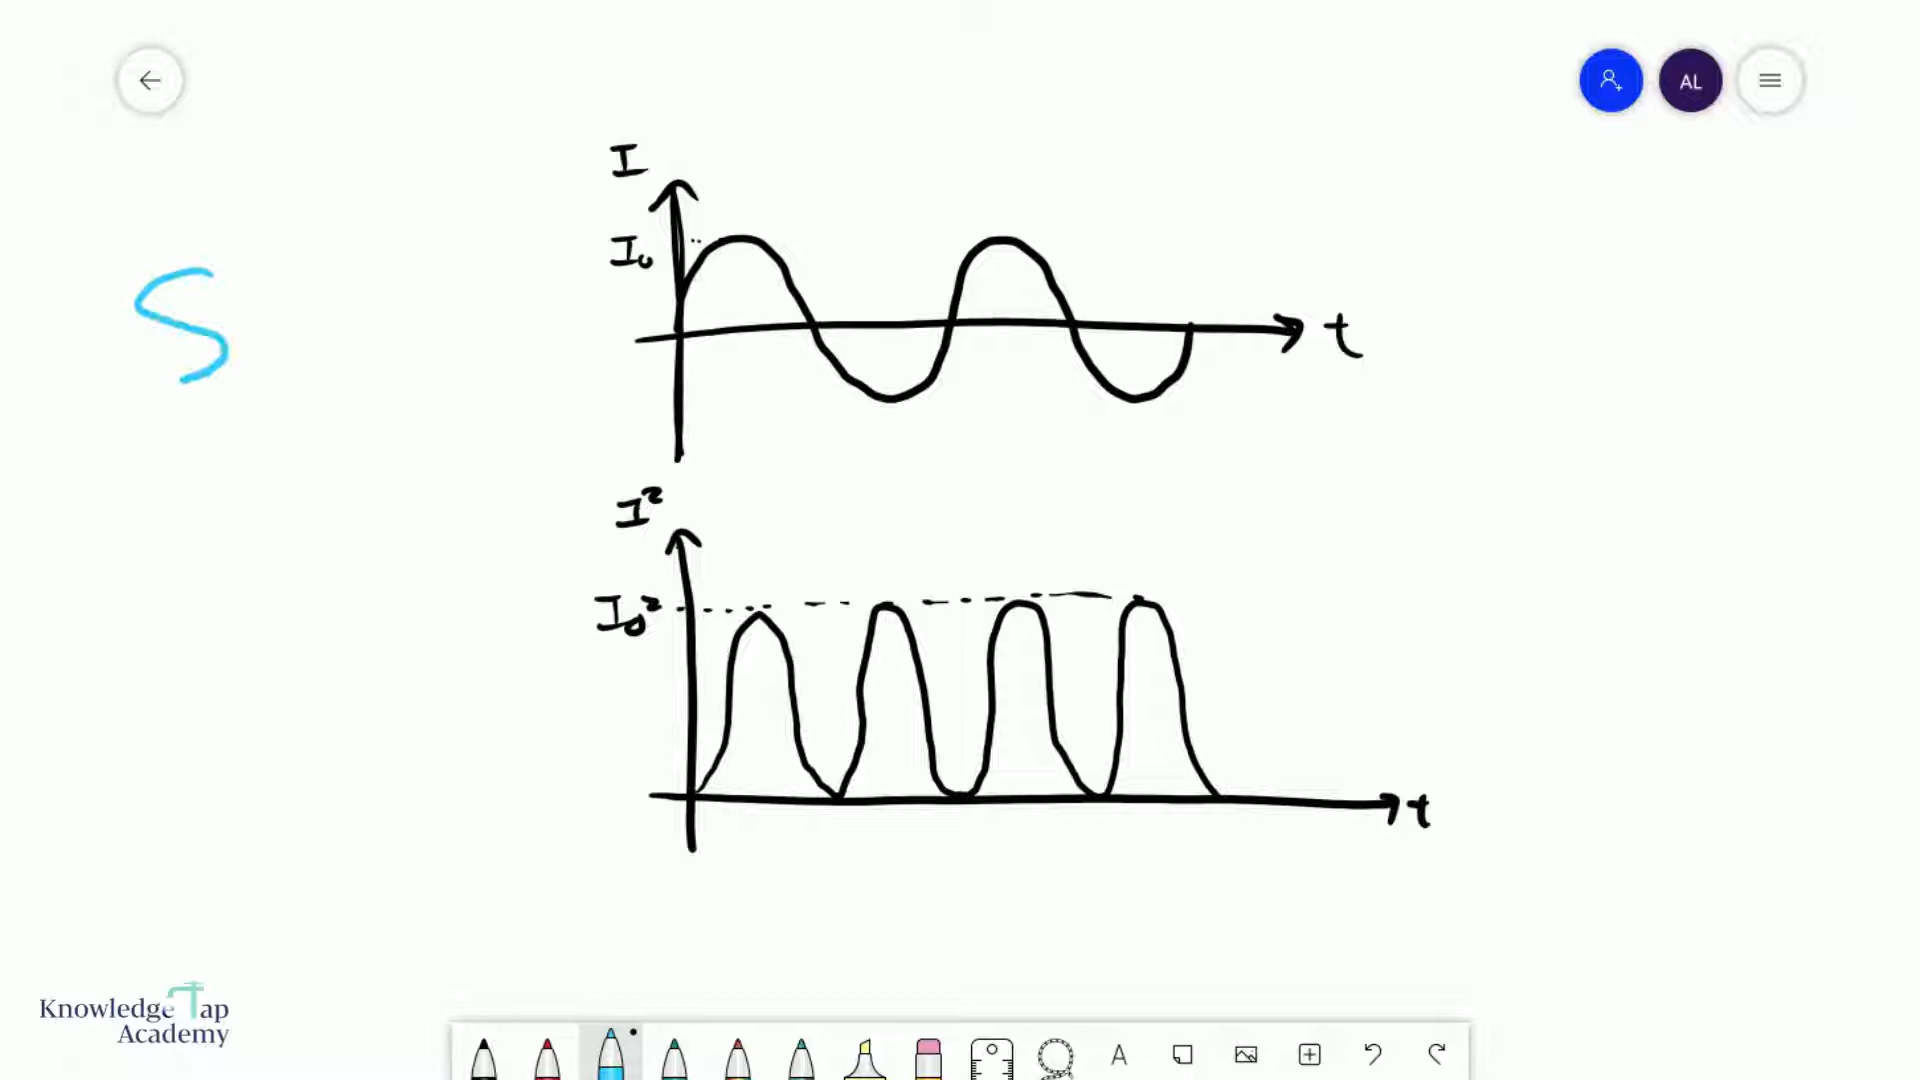 AL
I
I₀
t
S
I²
I₀²
t
Knowledge Tap
Academy
A